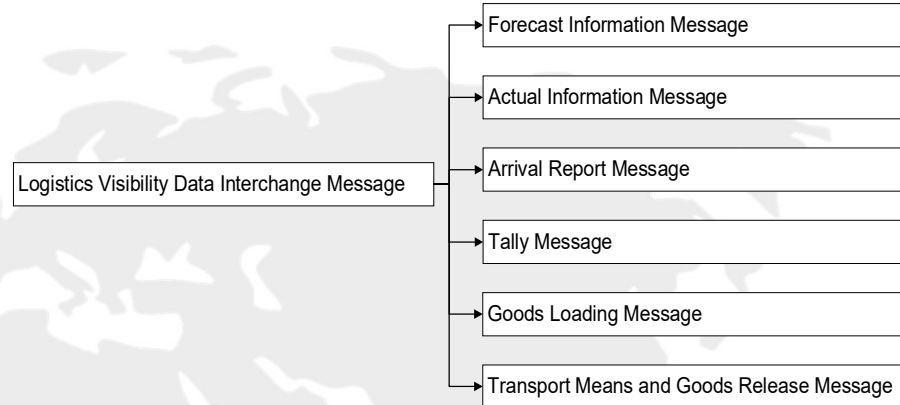 Forecast Information Message
Actual Information Message
Arrival Report Message
Logistics Visibility Data Interchange Message
Tally Message
Goods Loading Message
Transport Means and Goods Release Message